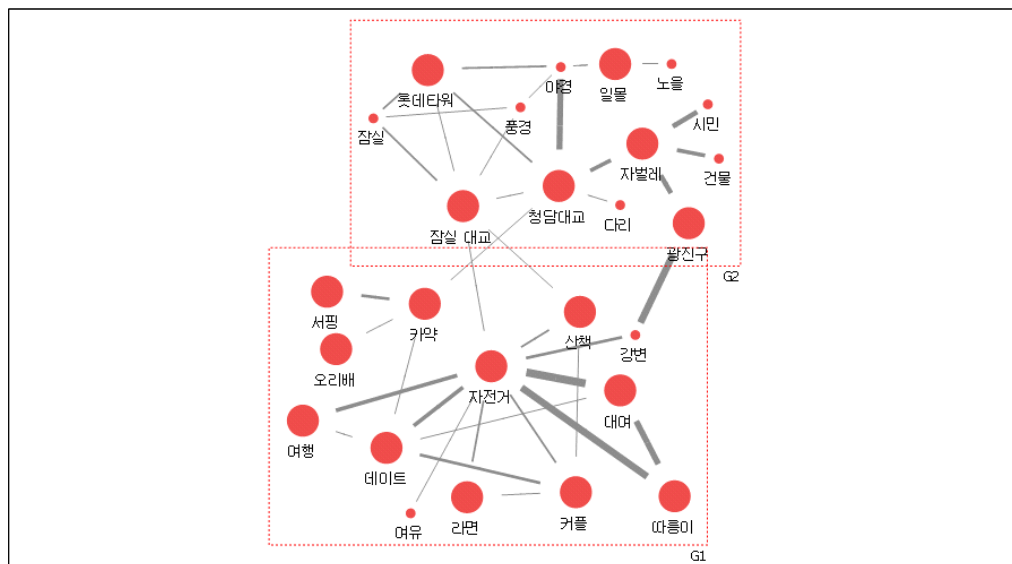 야경
일몰
노을
롯데타워
시민
풍경
잠실
자벌레
건물
청담대교
다리
잠실 대교
광진구
G2
서핑
카약
산책
강변
오리배
자전거
대여
여행
데이트
라면
커플
따릉이
여유
G1